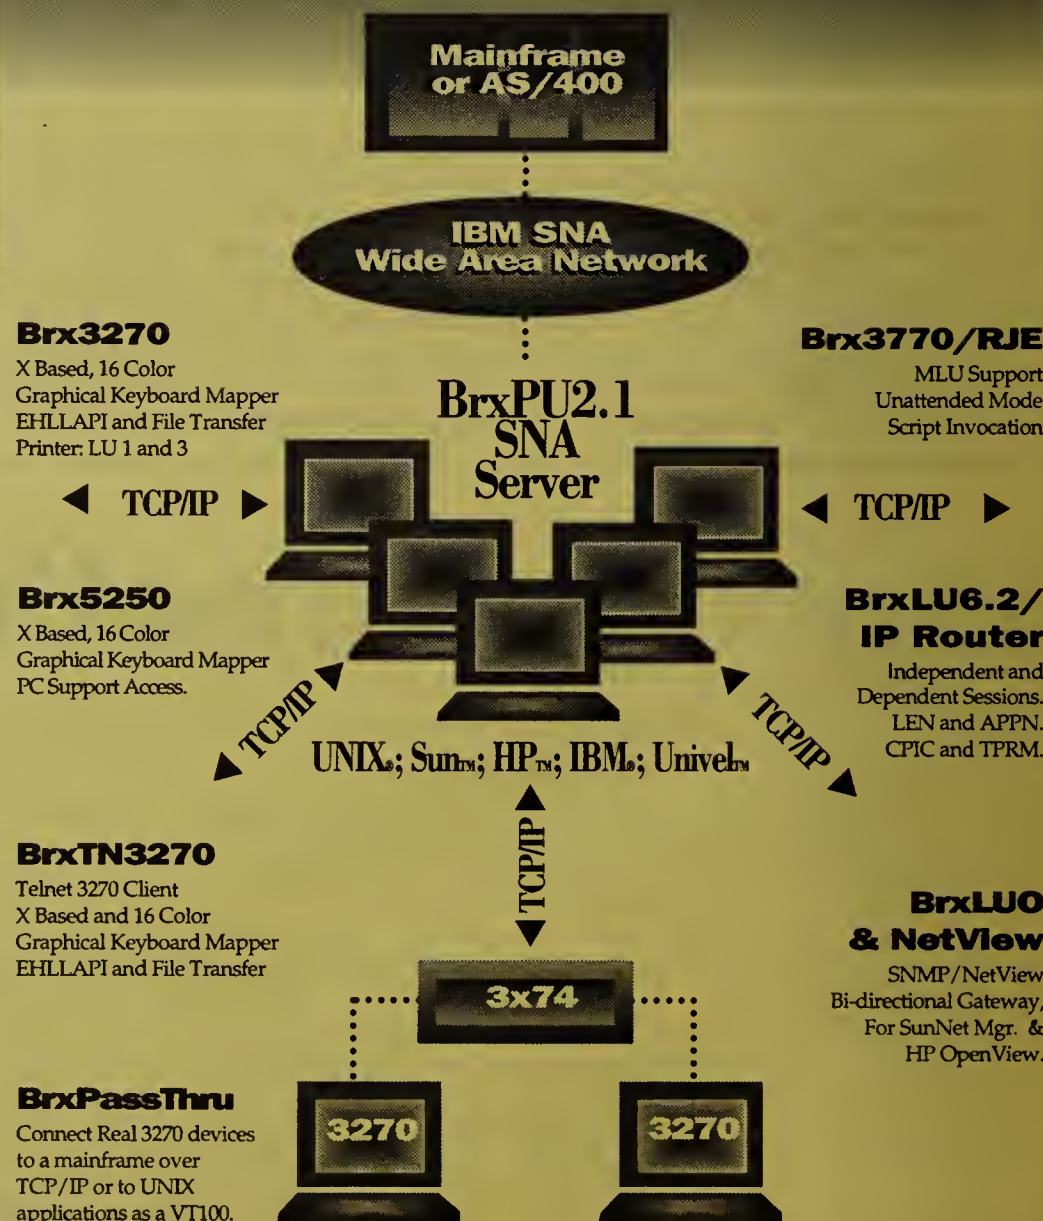 Mainframe
or AS/400
IBM SNA
Wide Area Network
Brx3270
X Based, 16 Color
Graphical Keyboard Mapper
EHLLAPI and File Transfer
Printer: LU 1 and 3
Brx3770/RJE
MLU Support
Unattended Mode
Script Invocation
BrxPU2.1
SNA
Server
TCP/IP
TCP/IP
Brx5250
X Based, 16 Color
Graphical Keyboard Mapper
PC Support Access.
BrxLU6.2/
IP Router
Independent and
Dependent Sessions.
LEN and APPN.
CPIC and TPRM.
TCP/IP
TCP/IP
UNIX®; Sun™; HP™; IBM®; Univel™
TCP/IP
BrxTN3270
Telnet 3270 Client
X Based and 16 Color
Graphical Keyboard Mapper
EHLLAPI and File Transfer
BrxLUO
& NetView
SNMP/NetView
Bi-directional Gateway,
For SunNet Mgr. &
HP OpenView.
3x74
BrxPassThru
Connect Real 3270 devices
to a mainframe over
TCP/IP or to UNIX
applications as a VT100.
3270
3270